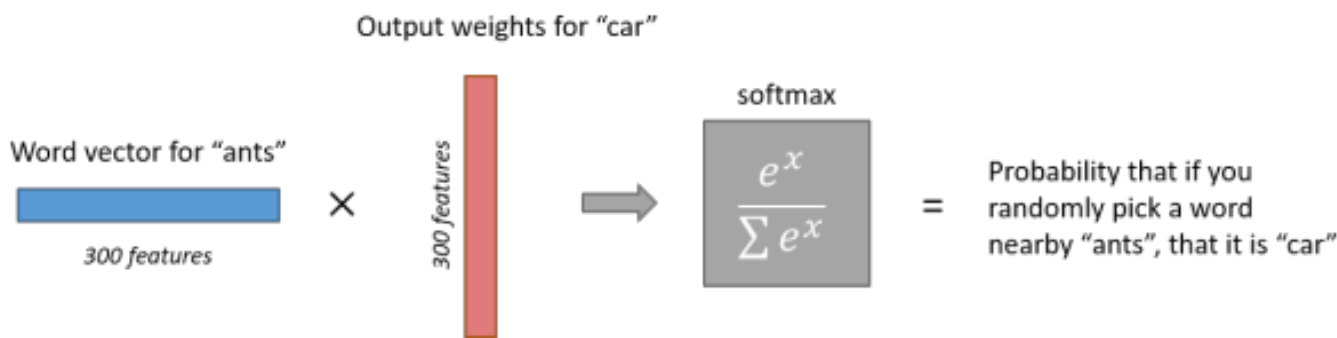 Output weights for “car”
softmax
Word vector for “ants”
300 features
×
300 features
e^x
∑ e^x
=
Probability that if you
randomly pick a word
nearby “ants”, that it is “car”